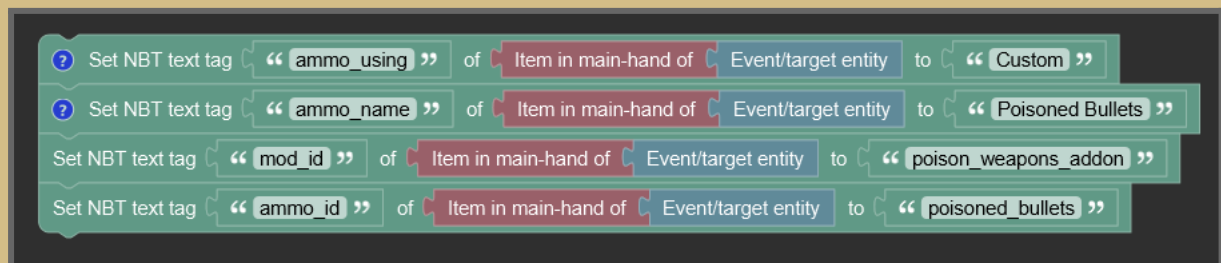 ? Set NBT text tag “ ammo_using ” of Item in main-hand of Event/target entity to “ Custom ”
? Set NBT text tag “ ammo_name ” of Item in main-hand of Event/target entity to “ Poisoned Bullets ”
Set NBT text tag “ mod_id ” of Item in main-hand of Event/target entity to “ poison_weapons_addon ”
Set NBT text tag “ ammo_id ” of Item in main-hand of Event/target entity to “ poisoned_bullets ”